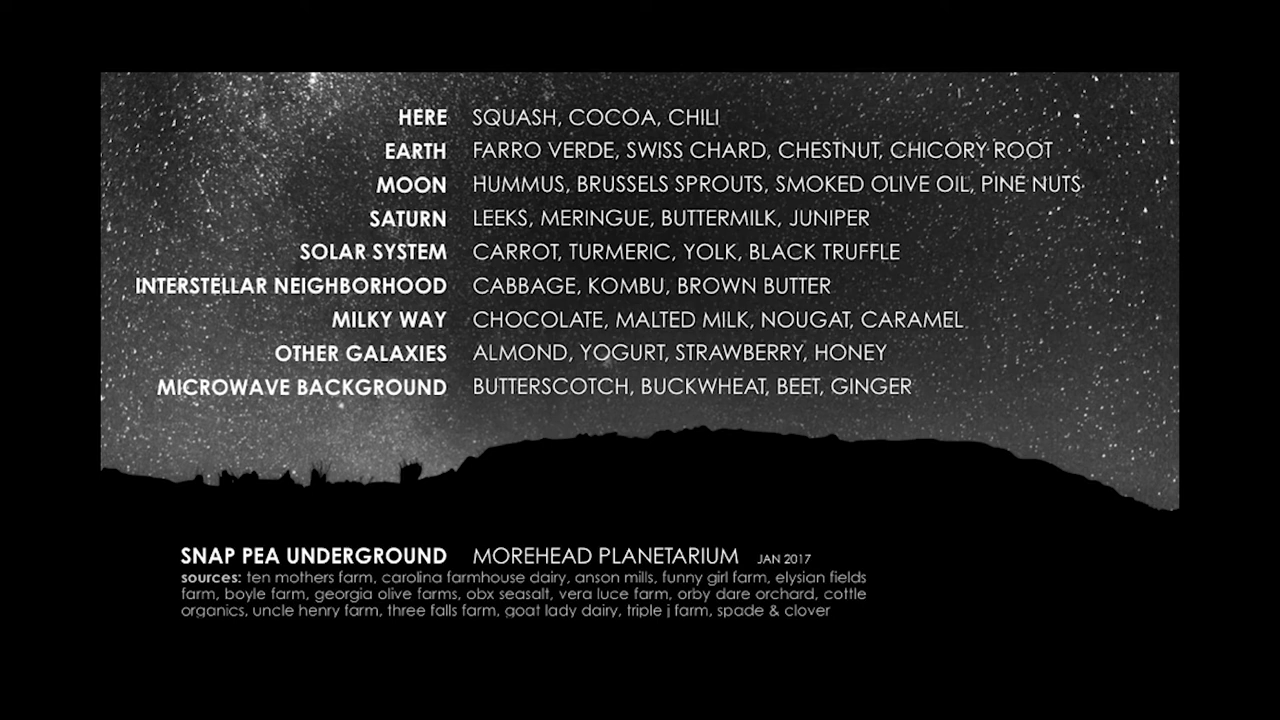 HERE SQUASH, COCOA, CHILI
EARTH FARRO VERDE, SWISS CHARD, CHESTNUT, CHICORY ROOT
MOON HUMMUS, BRUSSELS SPROUTS, SMOKED OLIVE OIL, PINE NUTS
SATURN LEEKS, MERINGUE, BUTTERMILK, JUNIPER
SOLAR SYSTEM CARROT, TURMERIC, YOLK, BLACK TRUFFLE
INTERSTELLAR NEIGHBORHOOD CABBAGE, KOMBU, BROWN BUTTER
MILKY WAY CHOCOLATE, MALTED MILK, NOUGAT, CARAMEL
OTHER GALAXIES ALMOND, YOGURT, STRAWBERRY, HONEY
MICROWAVE BACKGROUND BUTTERSCOTCH, BUCKWHEAT, BEET, GINGER
SNAP PEA UNDERGROUND MOREHEAD PLANETARIUM JAN 2017
sources: ten mothers farm, carolina farmhouse dairy, anson mills, funny girl farm, elysian fields
farm, boyle farm, georgia olive farms, obx seasalt, vera luce farm, orby dare orchard, cottle
organics, uncle henry farm, three falls farm, goat lady dairy, triple j farm, spade & clover